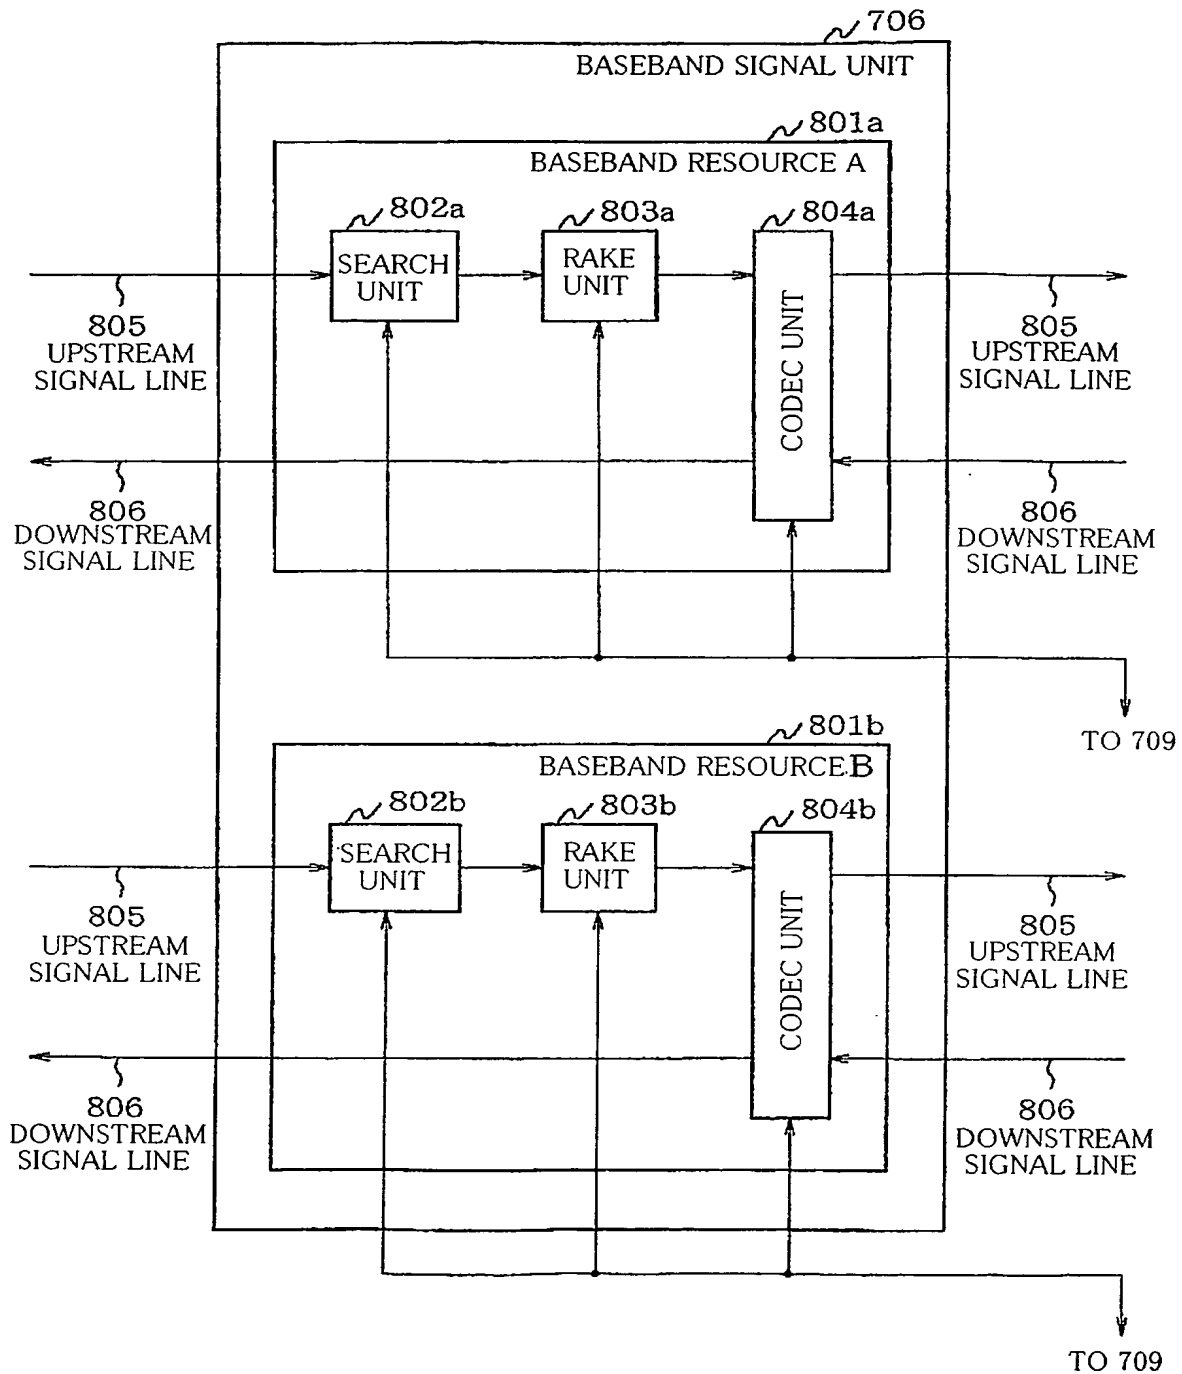 706
BASEBAND SIGNAL UNIT
801a
BASEBAND RESOURCE A
802a
803a
804a
SEARCH
UNIT
RAKE
UNIT
CODEC UNIT
805
UPSTREAM
SIGNAL LINE
805
UPSTREAM
SIGNAL LINE
806
DOWNSTREAM
SIGNAL LINE
806
DOWNSTREAM
SIGNAL LINE
TO 709
801b
BASEBAND RESOURCE B
802b
803b
804b
SEARCH
UNIT
RAKE
UNIT
CODEC UNIT
805
UPSTREAM
SIGNAL LINE
805
UPSTREAM
SIGNAL LINE
806
DOWNSTREAM
SIGNAL LINE
806
DOWNSTREAM
SIGNAL LINE
TO 709